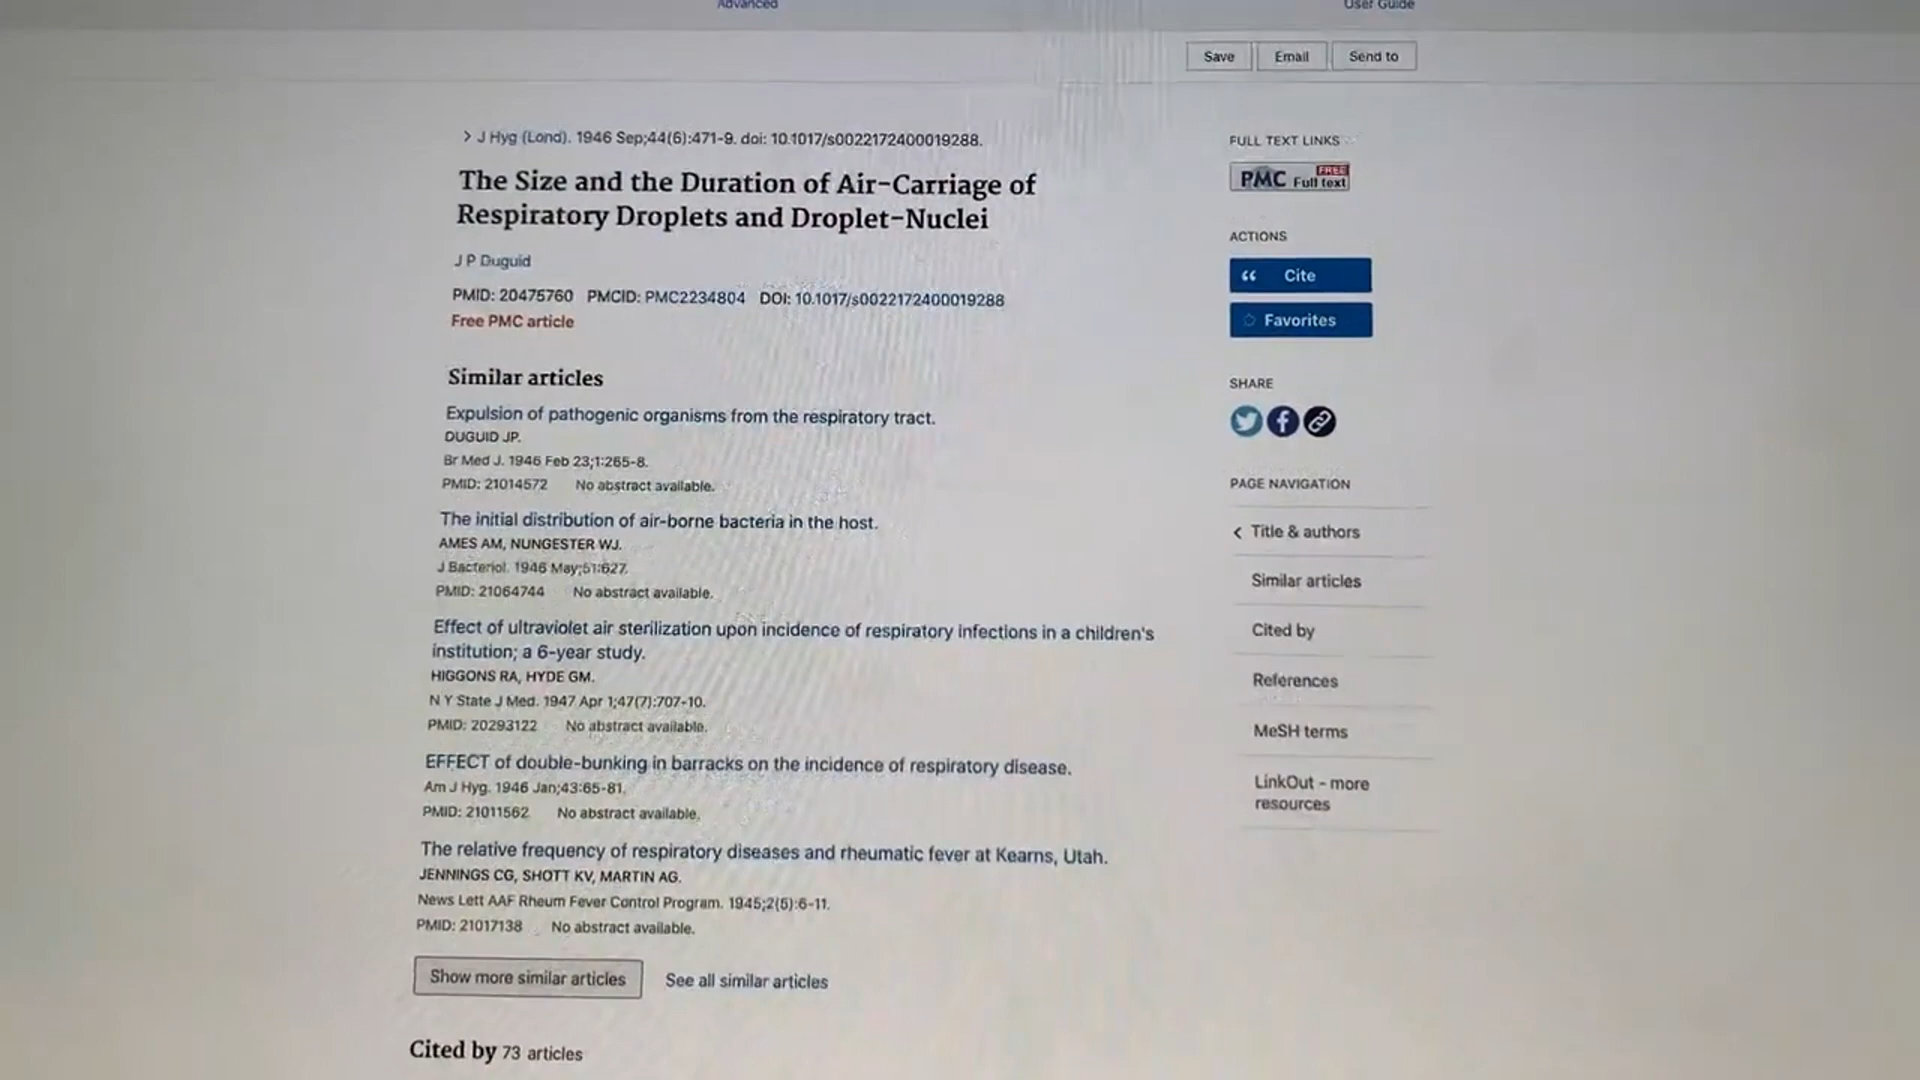 Advanced
User Guide
Save
Email
Send to
> J Hyg (Lond). 1946 Sep;44(6):471-9. doi: 10.1017/s0022172400019288.
The Size and the Duration of Air-Carriage of
Respiratory Droplets and Droplet-Nuclei
J P Duguid
PMID: 20475760 PMCID: PMC2234804 DOI: 10.1017/s0022172400019288
Free PMC article
Similar articles
Expulsion of pathogenic organisms from the respiratory tract.
DUGUID JP.
Br Med J. 1946 Feb 23;1:265-8.
PMID: 21014572 No abstract available.
The initial distribution of air-borne bacteria in the host.
AMES AM, NUNGESTER WJ.
J Bacteriol. 1946 May;51:627.
PMID: 21064744 No abstract available.
Effect of ultraviolet air sterilization upon incidence of respiratory infections in a children's
institution; a 6-year study.
HIGGONS RA, HYDE GM.
N Y State J Med. 1947 Apr 1;47(7):707-10.
PMID: 20293122 No abstract available.
EFFECT of double-bunking in barracks on the incidence of respiratory disease.
Am J Hyg. 1946 Jan;43:65-81.
PMID: 21011562 No abstract available.
The relative frequency of respiratory diseases and rheumatic fever at Kearns, Utah.
JENNINGS CG, SHOTT KV, MARTIN AG.
News Lett AAF Rheum Fever Control Program. 1945;2(5):6-11.
PMID: 21017138 No abstract available.
Show more similar articles
See all similar articles
Cited by 73 articles
FULL TEXT LINKS
PMC FREE Full text
ACTIONS
Cite
Favorites
SHARE
PAGE NAVIGATION
< Title & authors
Similar articles
Cited by
References
MeSH terms
LinkOut - more
resources